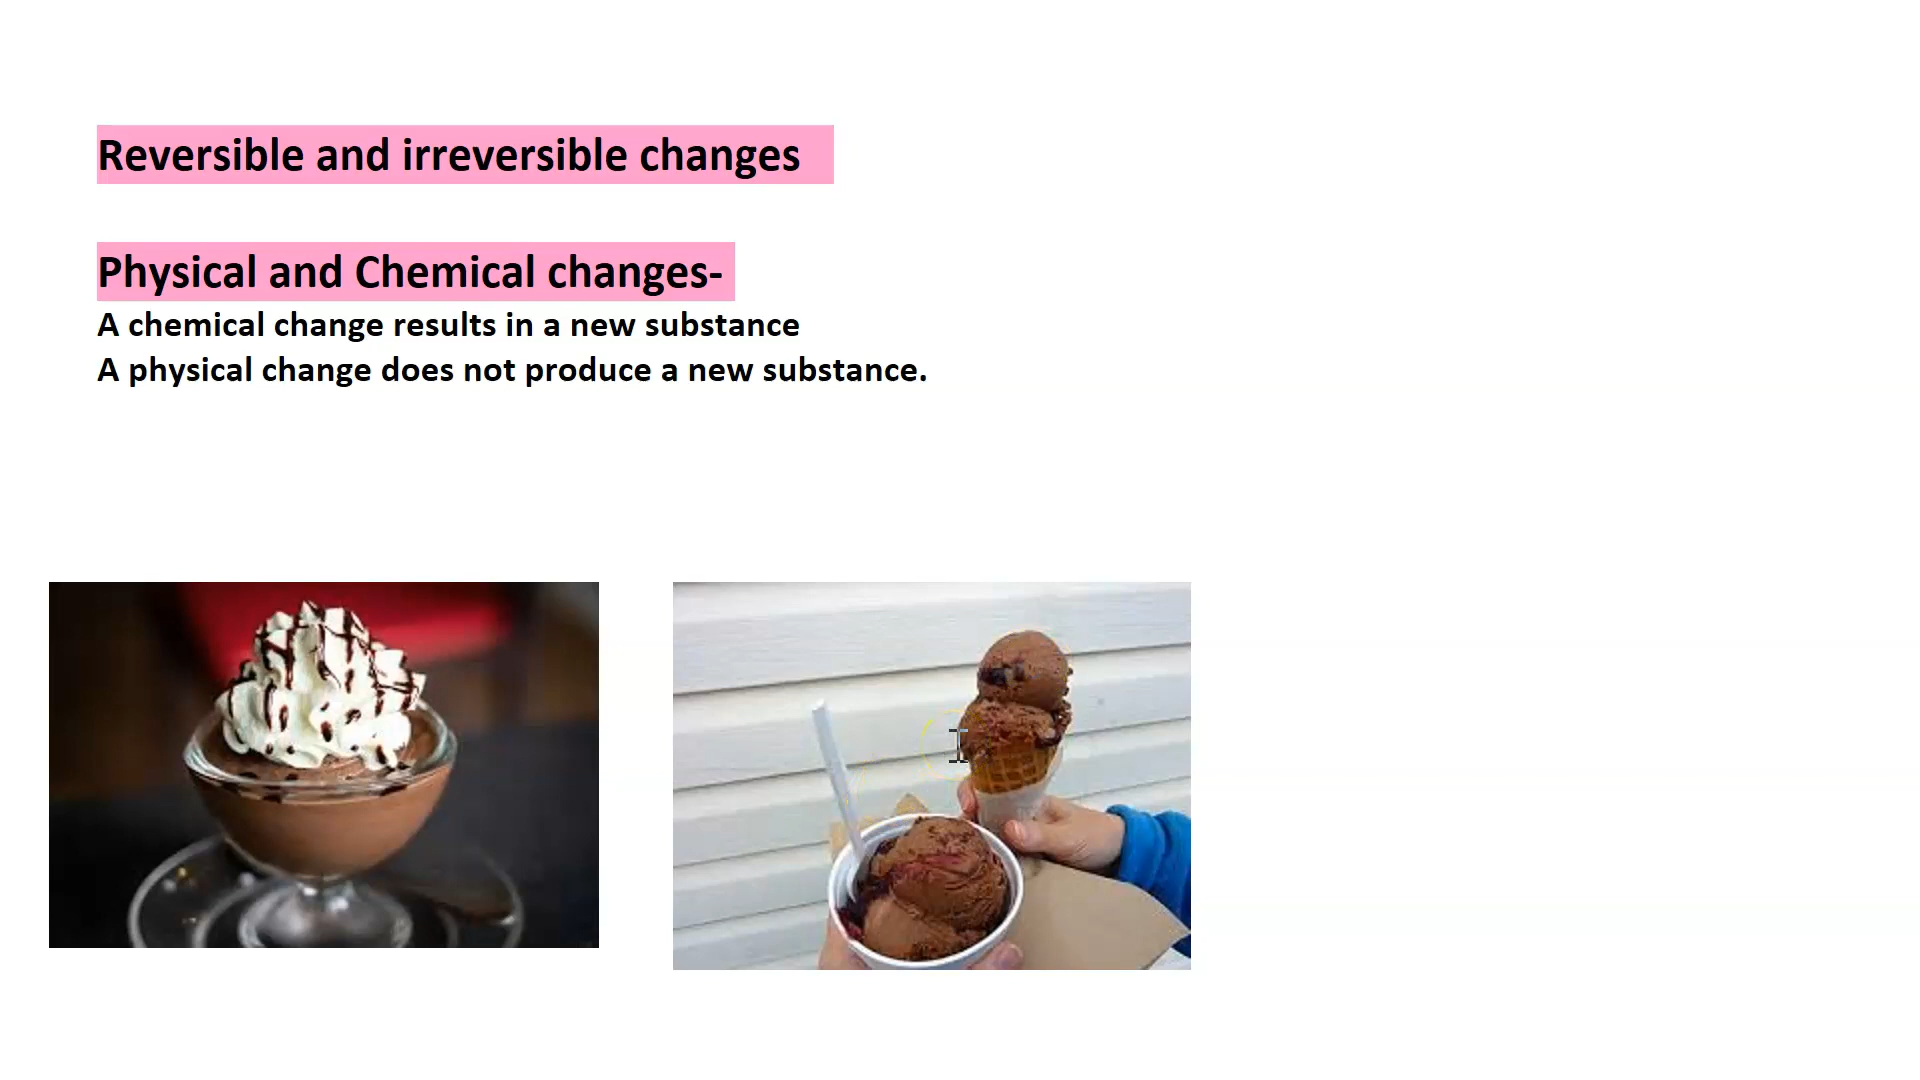 Reversible and irreversible changes
Physical and Chemical changes-
A chemical change results in a new substance
A physical change does not produce a new substance.